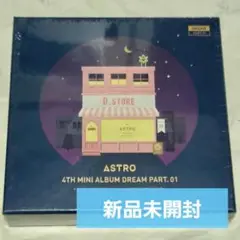 D.STORE
ASTRO
ASTRO
4TH MINI ALBUM DREAM PART. 01
新品未開封